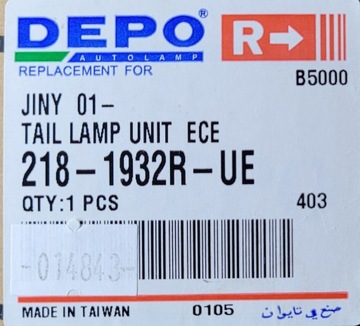 DEPO®
AUTOLAMP
REPLACEMENT FOR
R
B5000
JINY 01-
TAIL LAMP UNIT ECE
218-1932R-UE
QTY:1 PCS
403
-014843-
MADE IN TAIWAN
0105
صنع في تايوان